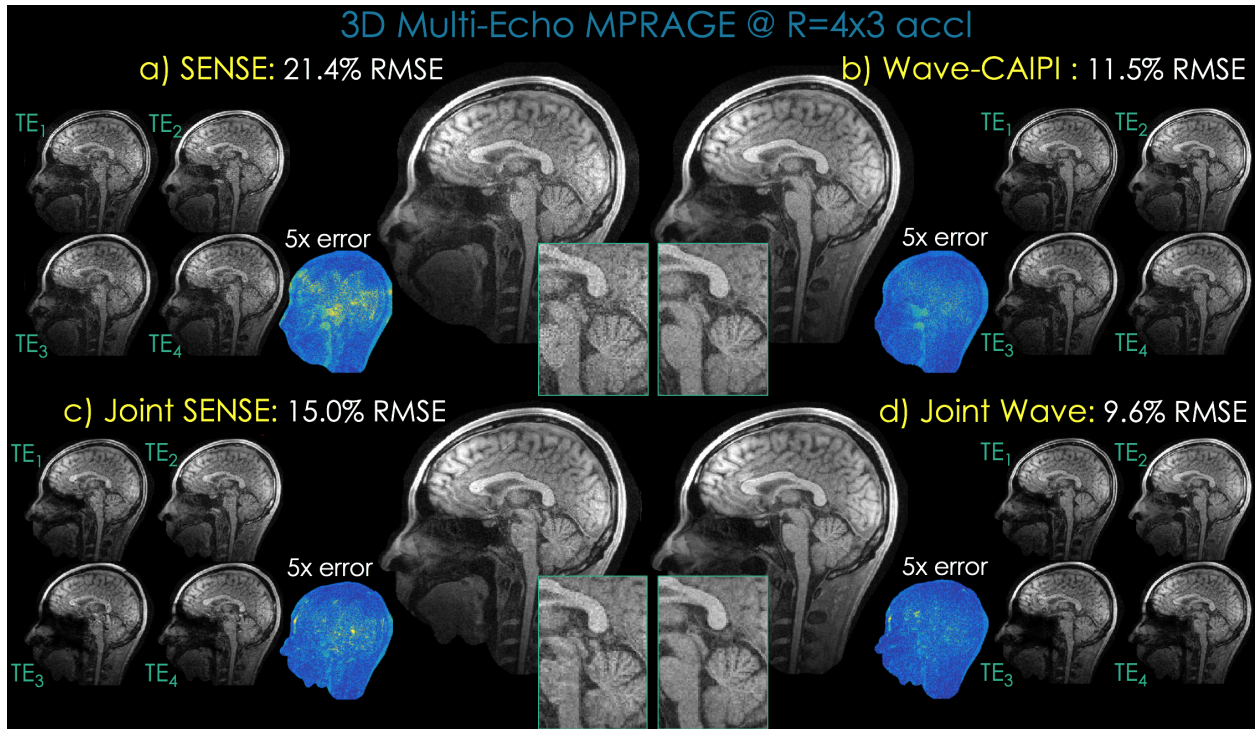 3D Multi-Echo MPRAGE @ R=4x3 accl
a) SENSE: 21.4% RMSE
TE1
TE2
5x error
TE3
TE4
b) Wave-CAIPI : 11.5% RMSE
TE1
TE2
5x error
TE3
TE4
c) Joint SENSE: 15.0% RMSE
TE1
TE2
5x error
TE3
TE4
d) Joint Wave: 9.6% RMSE
TE1
TE2
5x error
TE3
TE4